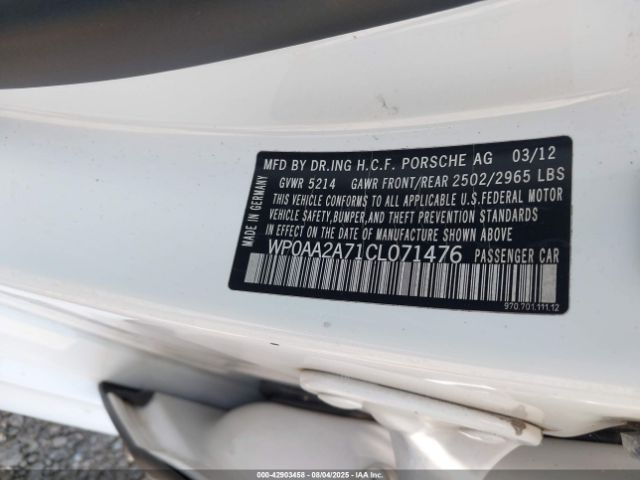 MFD BY DR.ING H.C.F. PORSCHE AG 03/12
GVWR 5214 GAWR FRONT/REAR 2502/2965 LBS
THIS VEHICLE CONFORMS TO ALL APPLICABLE U.S.FEDERAL MOTOR
VEHICLE SAFETY,BUMPER,AND THEFT PREVENTION STANDARDS
IN EFFECT ON THE DATE OF MANUFACTURE SHOWN ABOVE.
WP0AA2A71CL071476 PASSENGER CAR
MADE IN GERMANY
970.701.111.12
000-42903458 - 08/04/2025 - IAAI.COM